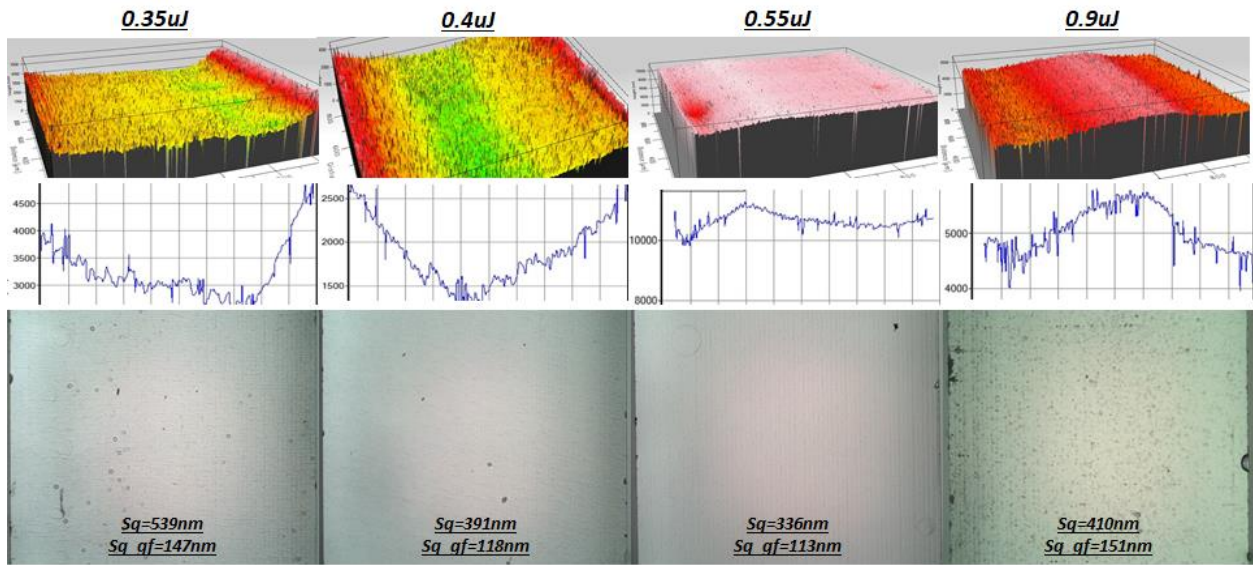 0.35uJ
0.4uJ
0.55uJ
0.9uJ
4500
4000
3500
3000
2500
2000
1500
10000
8000
5000
4000
Sq=539nm
Sq_qf=147nm
Sq=391nm
Sq_qf=118nm
Sq=336nm
Sq_qf=113nm
Sq=410nm
Sq_qf=151nm